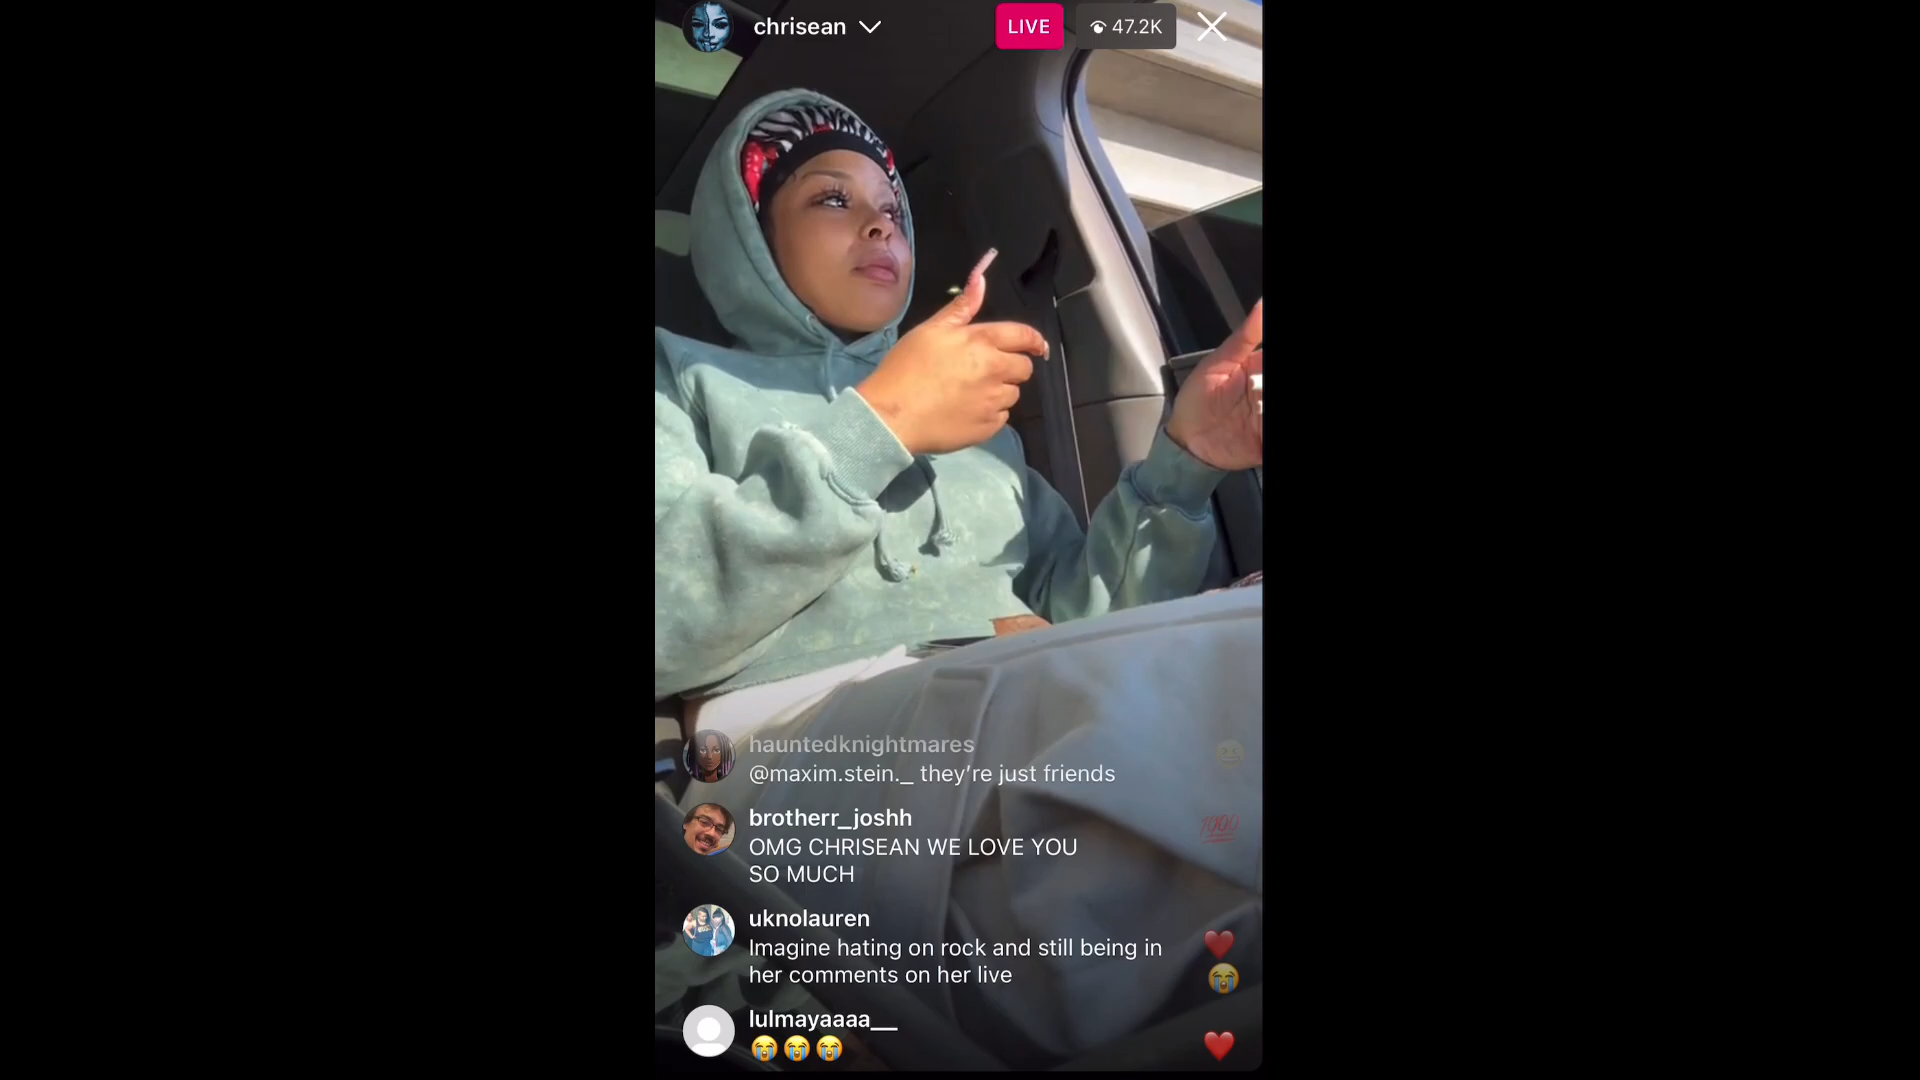 chrisean
LIVE
47.2K
hauntedknightmares
@maxim.stein._ they’re just friends
brotherr_joshh
OMG CHRISEAN WE LOVE YOU
SO MUCH
uknolauren
Imagine hating on rock and still being in
her comments on her live
lulmayaaaa__
😭😭😭